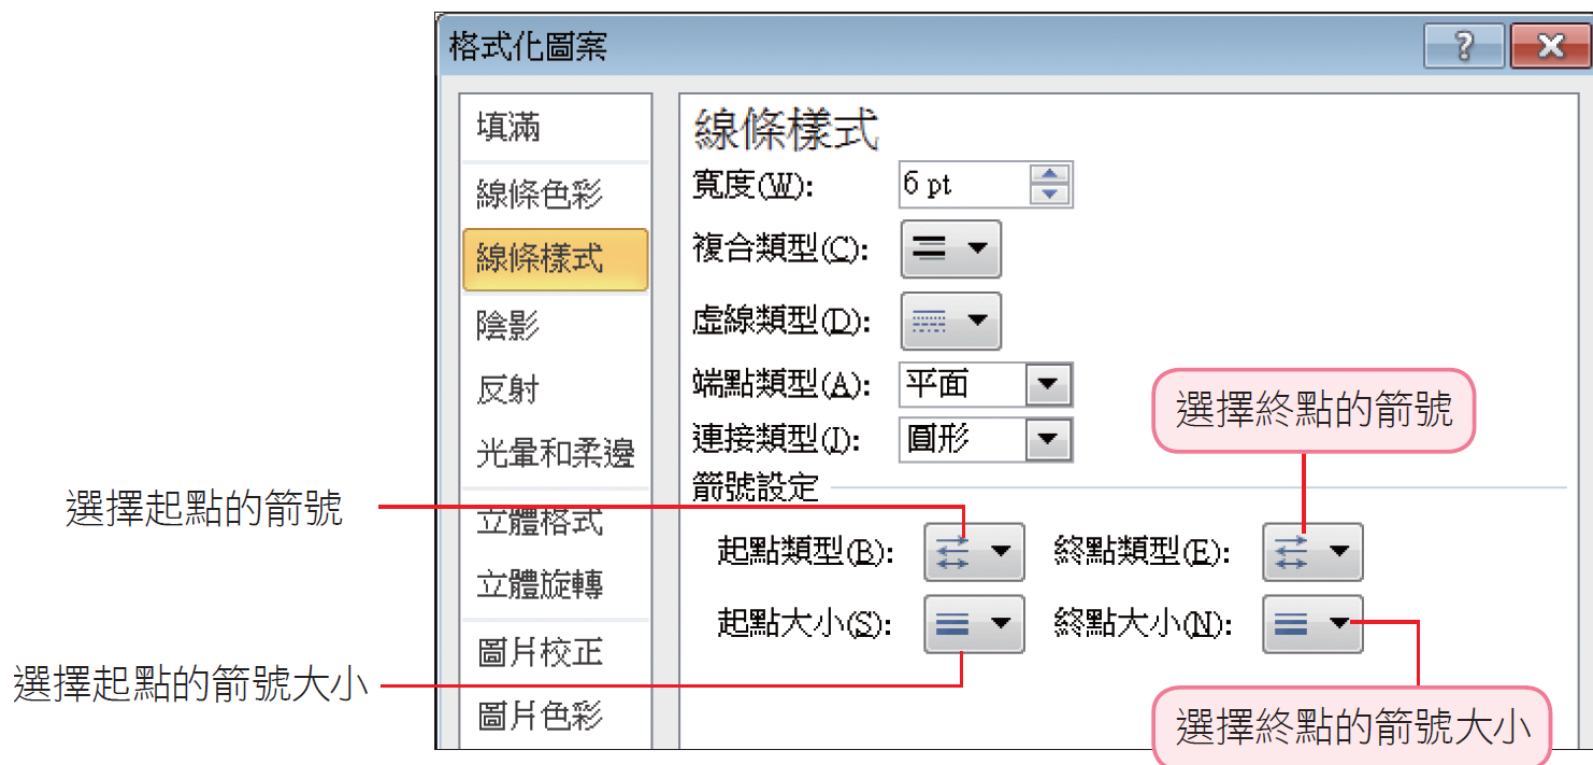 格式化圖案
?
填滿
線條色彩
線條樣式
陰影
反射
光暈和柔邊
立體格式
立體旋轉
圖片校正
圖片色彩
線條樣式
寬度(W): 6 pt
複合類型(C):
虛線類型(D):
端點類型(A): 平面
連接類型(J): 圓形
箭號設定
起點類型(B): 終點類型(E):
起點大小(S): 終點大小(N):
選擇終點的箭號
選擇起點的箭號
選擇起點的箭號大小
選擇終點的箭號大小